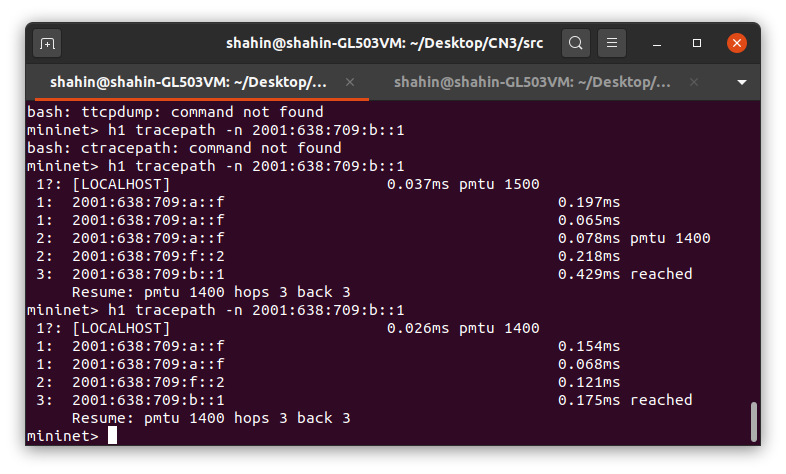 shahin@shahin-GL503VM: ~/Desktop/CN3/src
shahin@shahin-GL503VM: ~/Desktop/... × shahin@shahin-GL503VM: ~/Desktop/... ×
bash: ttcpdump: command not found
mininet> h1 tracepath -n 2001:638:709:b::1
bash: ctracepath: command not found
mininet> h1 tracepath -n 2001:638:709:b::1
 1?: [LOCALHOST]                        0.037ms pmtu 1500
 1:  2001:638:709:a::f                                     0.197ms
 1:  2001:638:709:a::f                                     0.065ms
 2:  2001:638:709:a::f                                     0.078ms pmtu 1400
 2:  2001:638:709:f::2                                     0.218ms
 3:  2001:638:709:b::1                                     0.429ms reached
     Resume: pmtu 1400 hops 3 back 3
mininet> h1 tracepath -n 2001:638:709:b::1
 1?: [LOCALHOST]                        0.026ms pmtu 1400
 1:  2001:638:709:a::f                                     0.154ms
 1:  2001:638:709:a::f                                     0.068ms
 2:  2001:638:709:f::2                                     0.121ms
 3:  2001:638:709:b::1                                     0.175ms reached
     Resume: pmtu 1400 hops 3 back 3
mininet>